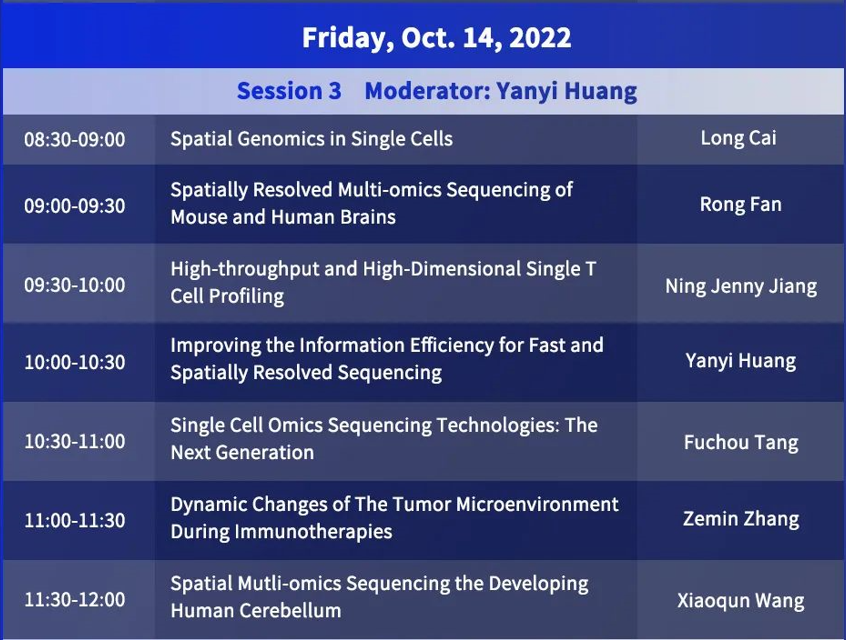 Friday, Oct. 14, 2022
Session 3 Moderator: Yanyi Huang
08:30-09:00 Spatial Genomics in Single Cells Long Cai
09:00-09:30 Spatially Resolved Multi-omics Sequencing of
Mouse and Human Brains Rong Fan
09:30-10:00 High-throughput and High-Dimensional Single T
Cell Profiling Ning Jenny Jiang
10:00-10:30 Improving the Information Efficiency for Fast and
Spatially Resolved Sequencing Yanyi Huang
10:30-11:00 Single Cell Omics Sequencing Technologies: The
Next Generation Fuchou Tang
11:00-11:30 Dynamic Changes of The Tumor Microenvironment
During Immunotherapies Zemin Zhang
11:30-12:00 Spatial Mutli-omics Sequencing the Developing
Human Cerebellum Xiaoqun Wang